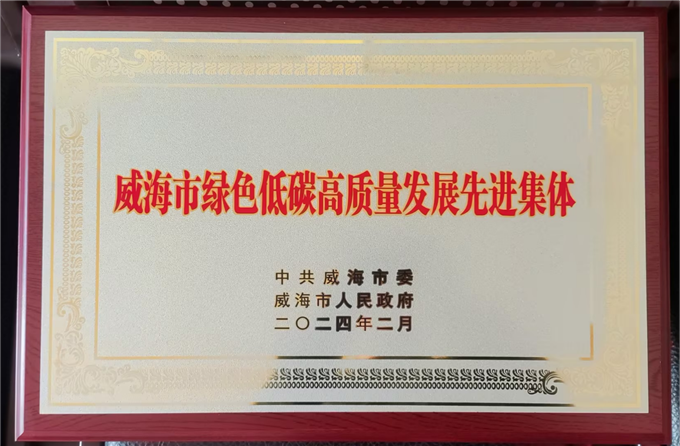 威海市绿色低碳高质量发展先进集体
中共威海市委
威海市人民政府
二〇二四年二月